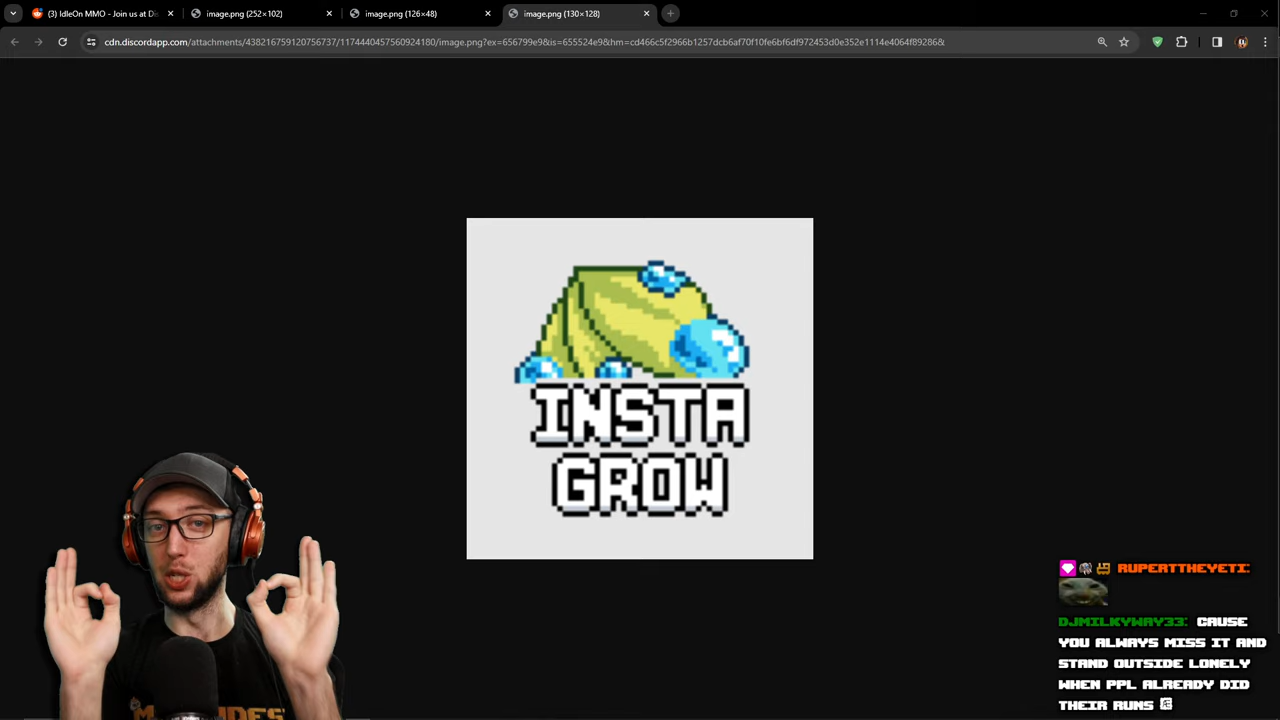 (3) IdleOn MMO - Join us at Di
image.png (252×102)
image.png (126×48)
image.png (130×128)
cdn.discordapp.com/attachments/438216759120756737/1174440457560924180/image.png?ex=656799e9&is=655524e9&hm=cd466c5f2966b1257dcb6af70f10fe6bf6df972453d0e352e1114e4064f89286&
INSTA
GROW
RUPERTTHEYETI:
DJMILKYWAY33: CAUSE
YOU ALWAYS MISS IT AND
STAND OUTSIDE LONELY
WHEN PPL ALREADY DID
THEIR RUNS